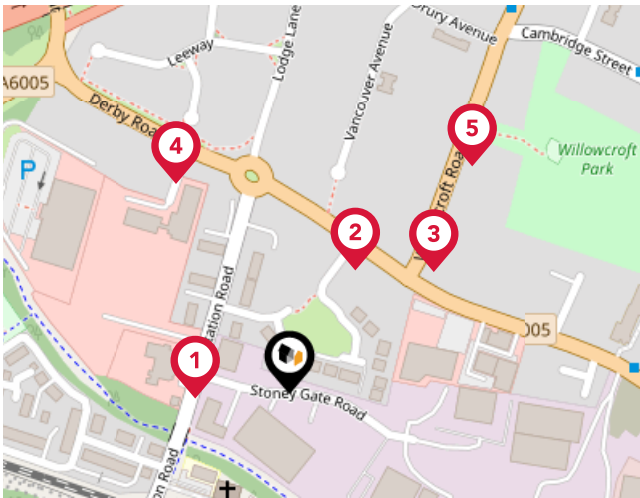 Drury Avenue
Cambridge Street
Leeway
Lodge Lane
Vancouver Avenue
A6005
Derby Road
5
Willowcroft
Park
4
P
croft Road
2
3
005
ation Road
1
Stoney Gate Road
on Road